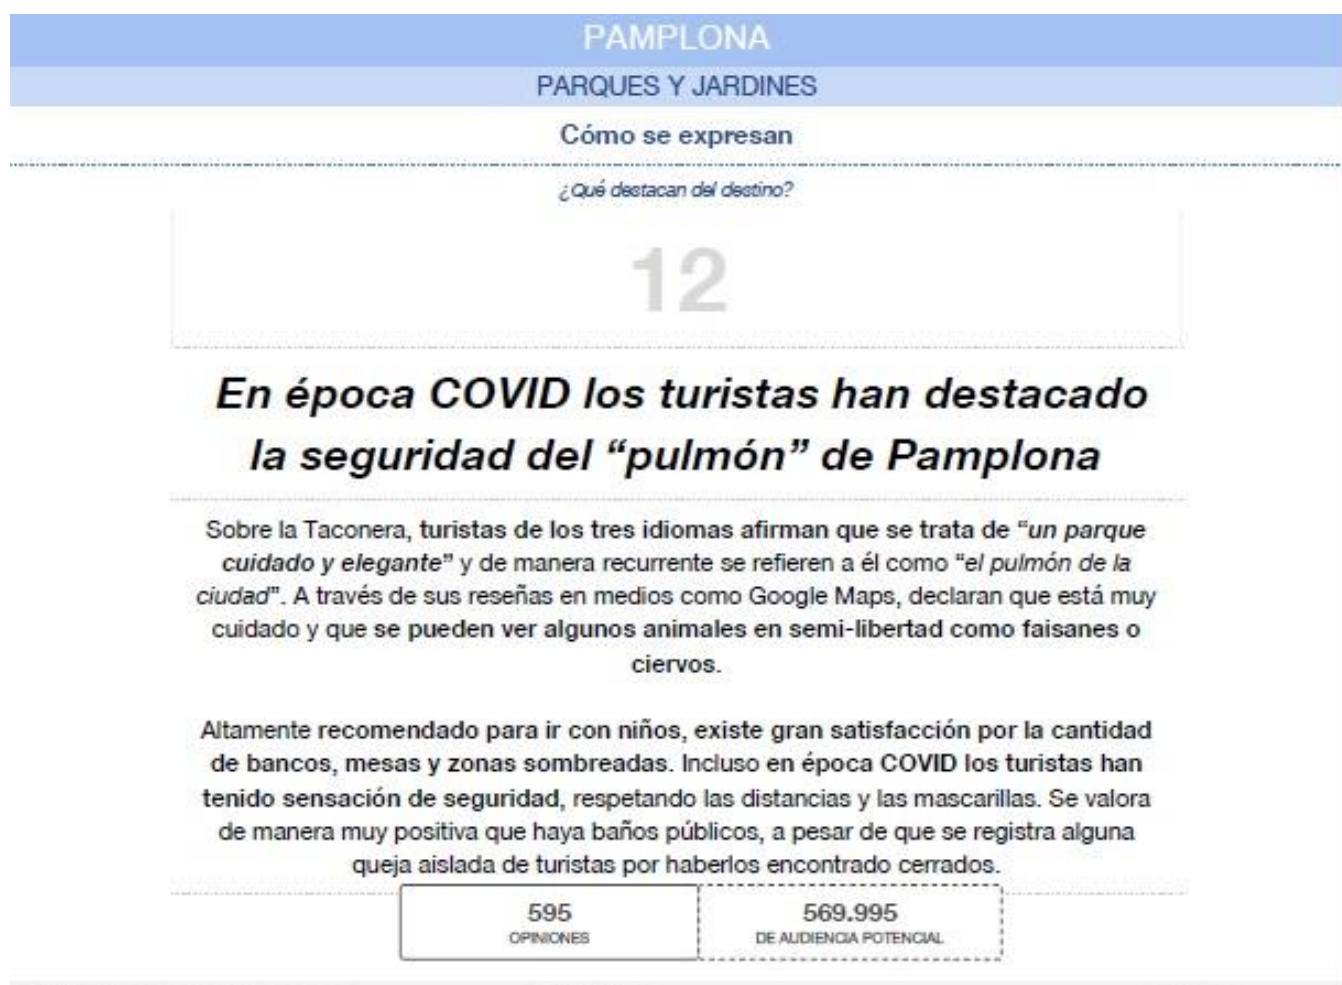 PAMPLONA
PARQUES Y JARDINES
Cómo se expresan
¿Qué destacan del destino?
12
En época COVID los turistas han destacado
la seguridad del “pulmón” de Pamplona
Sobre la Taconera, turistas de los tres idiomas afirman que se trata de “un parque
cuidado y elegante” y de manera recurrente se refieren a él como “el pulmón de la
ciudad”. A través de sus reseñas en medios como Google Maps, declaran que está muy
cuidado y que se pueden ver algunos animales en semi-libertad como faisanes o
ciervos.
Altamente recomendado para ir con niños, existe gran satisfacción por la cantidad
de bancos, mesas y zonas sombreadas. Incluso en época COVID los turistas han
tenido sensación de seguridad, respetando las distancias y las mascarillas. Se valora
de manera muy positiva que haya baños públicos, a pesar de que se registra alguna
queja aislada de turistas por haberlos encontrado cerrados.
595
OPINIONES
569.995
DE AUDIENCIA POTENCIAL